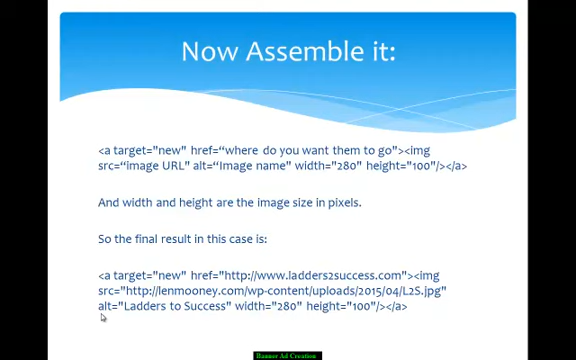 Now Assemble it:
<a target="new" href=“where do you want them to go"><img
src=“image URL" alt=“Image name" width="280" height="100"/></a>
And width and height are the image size in pixels.
So the final result in this case is:
<a target="new" href="http://www.ladders2success.com"><img
src="http://lenmooney.com/wp-content/uploads/2015/04/L2S.jpg"
alt="Ladders to Success" width="280" height="100"/></a>
Banner Ad Creation